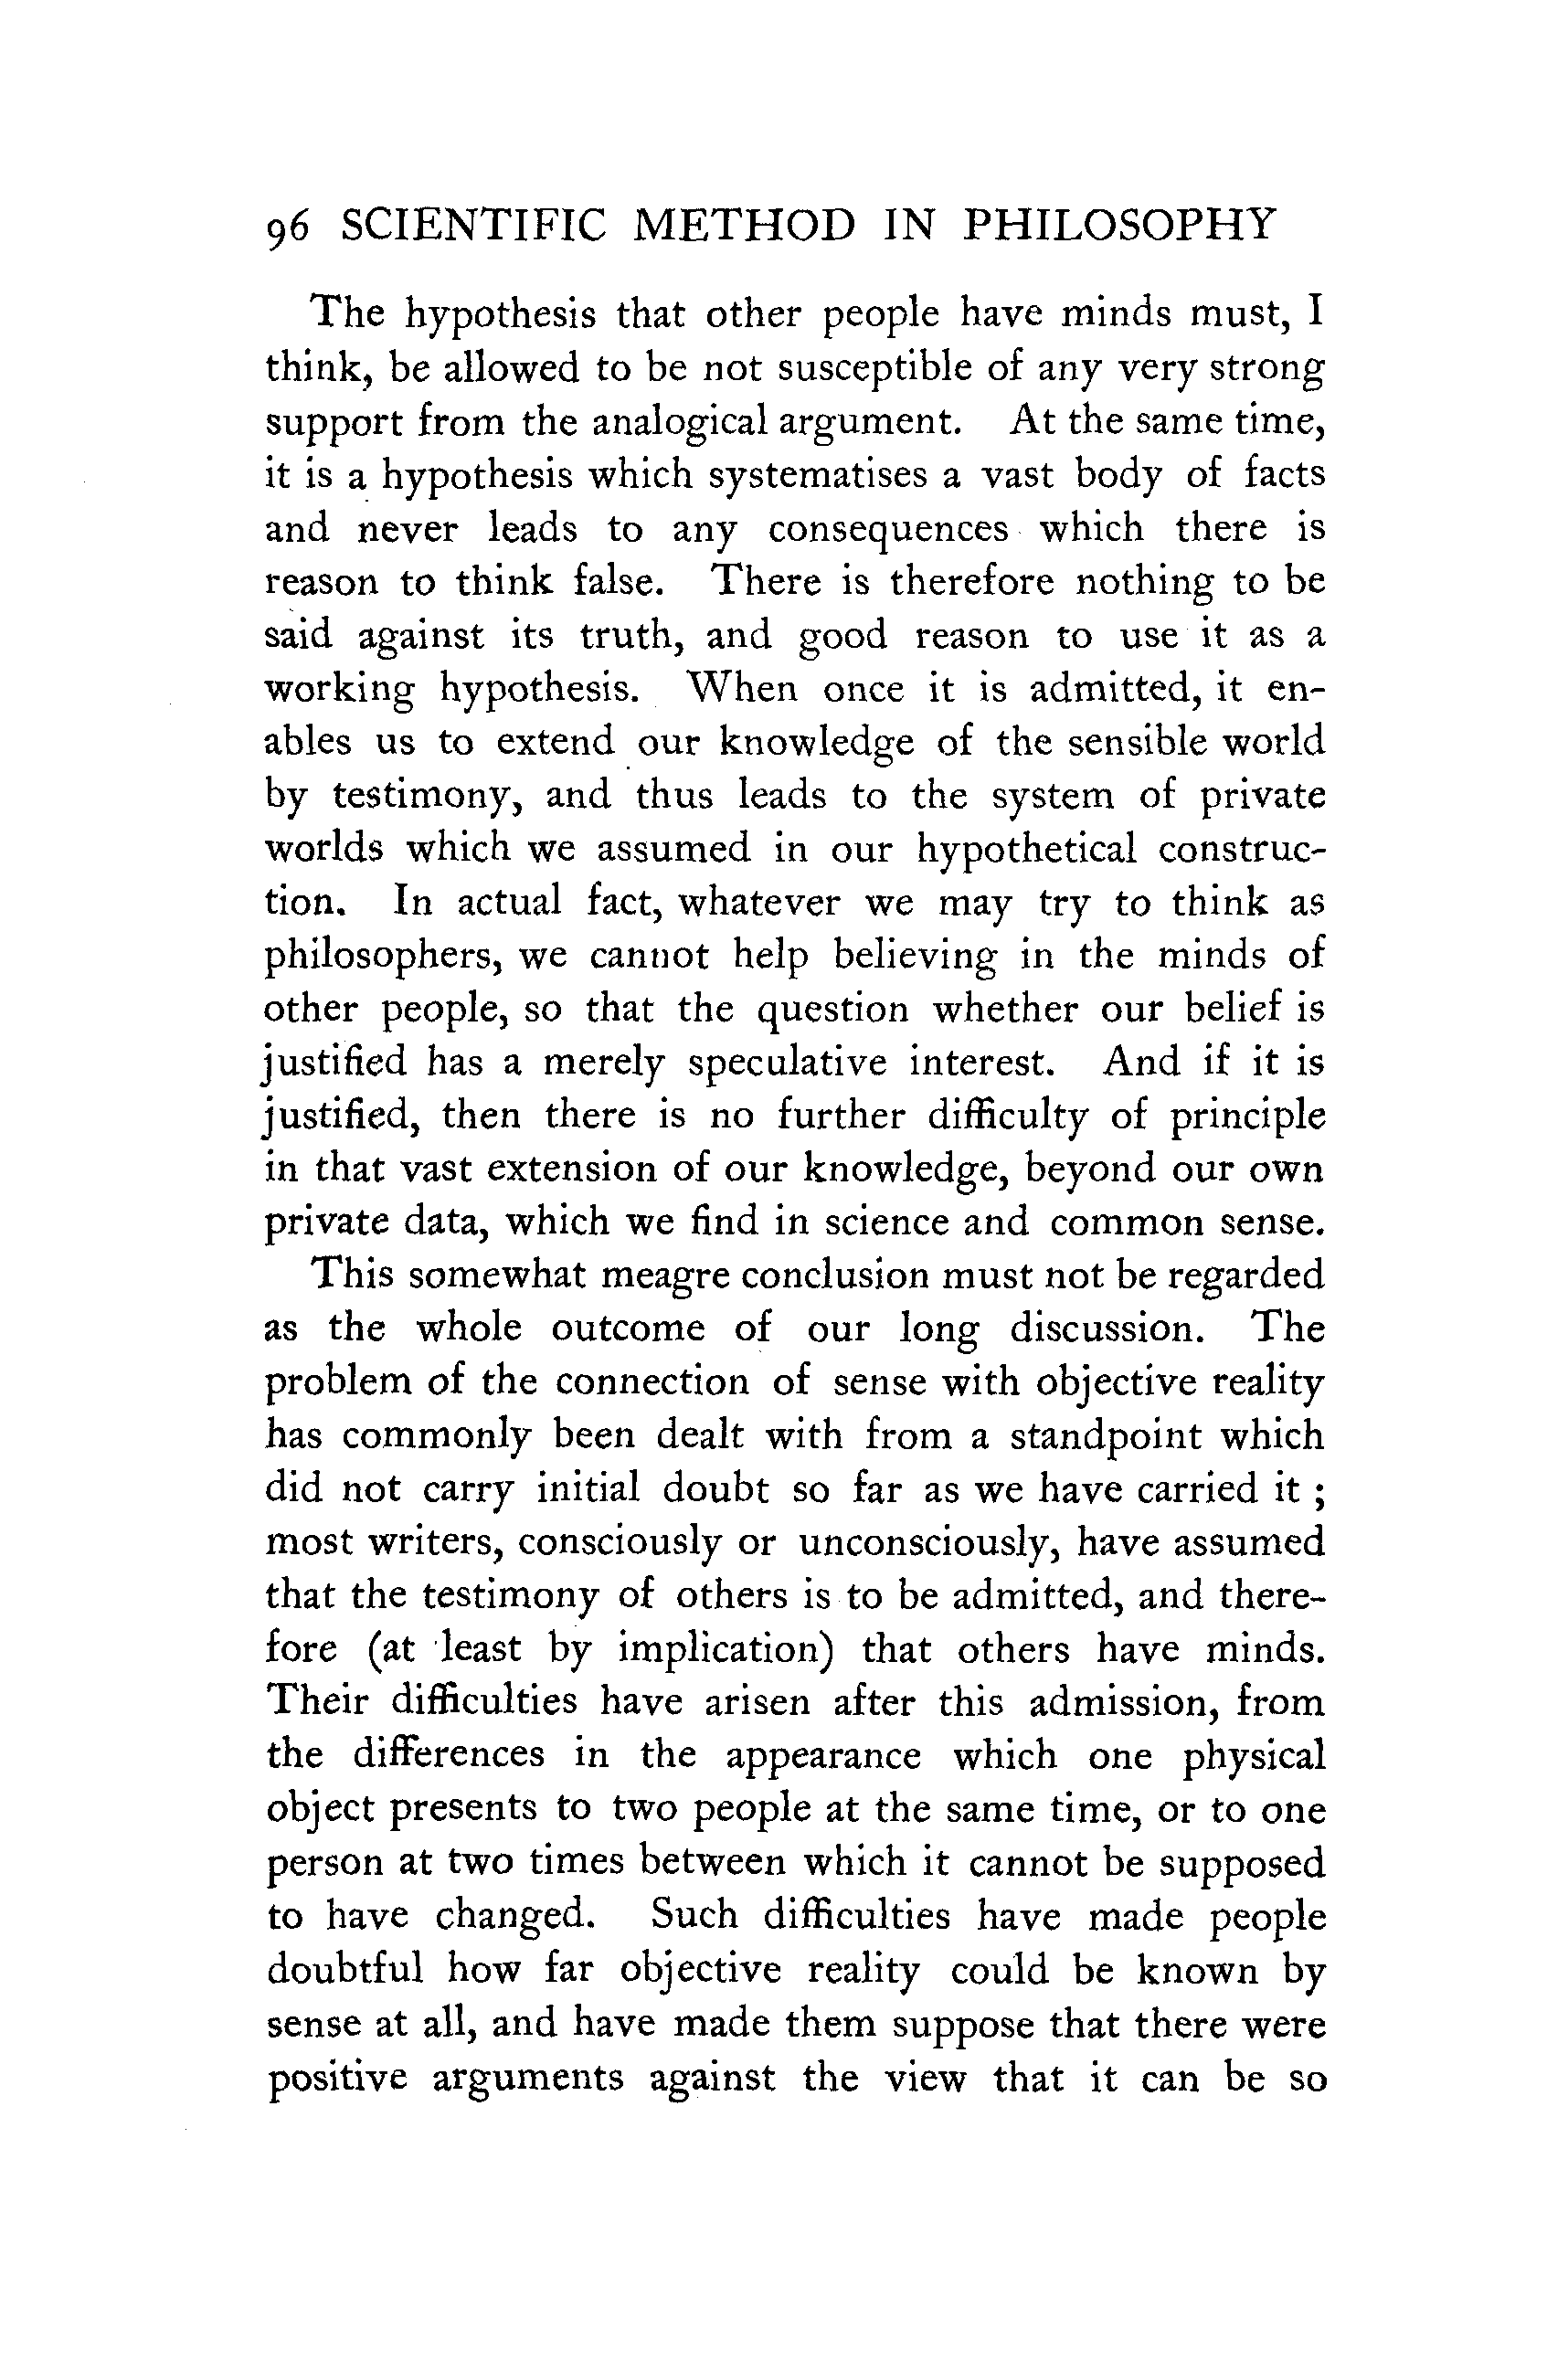 96 SCIENTIFIC METHOD IN PHILOSOPHY
The hypothesis that other people have minds must, I
think, be allowed to be not susceptible of any very strong
support from the analogical argument. At the same time,
it is a hypothesis which systematises a vast body of facts
and never leads to any consequences which there is
reason to think false. There is therefore nothing to be
said against its truth, and good reason to use it as a
working hypothesis. When once it is admitted, it en-
ables us to extend our knowledge of the sensible world
by testimony, and thus leads to the system of private
worlds which we assumed in our hypothetical construc-
tion. In actual fact, whatever we may try to think as
philosophers, we cannot help believing in the minds of
other people, so that the question whether our belief is
justified has a merely speculative interest. And if it is
justified, then there is no further difficulty of principle
in that vast extension of our knowledge, beyond our own
private data, which we find in science and common sense.
This somewhat meagre conclusion must not be regarded
as the whole outcome of our long discussion. The
problem of the connection of sense with objective reality
has commonly been dealt with from a standpoint which
did not carry initial doubt so far as we have carried it ;
most writers, consciously or unconsciously, have assumed
that the testimony of others is to be admitted, and there-
fore (at least by implication) that others have minds.
Their difficulties have arisen after this admission, from
the differences in the appearance which one physical
object presents to two people at the same time, or to one
person at two times between which it cannot be supposed
to have changed. Such difficulties have made people
doubtful how far objective reality could be known by
sense at all, and have made them suppose that there were
positive arguments against the view that it can be so